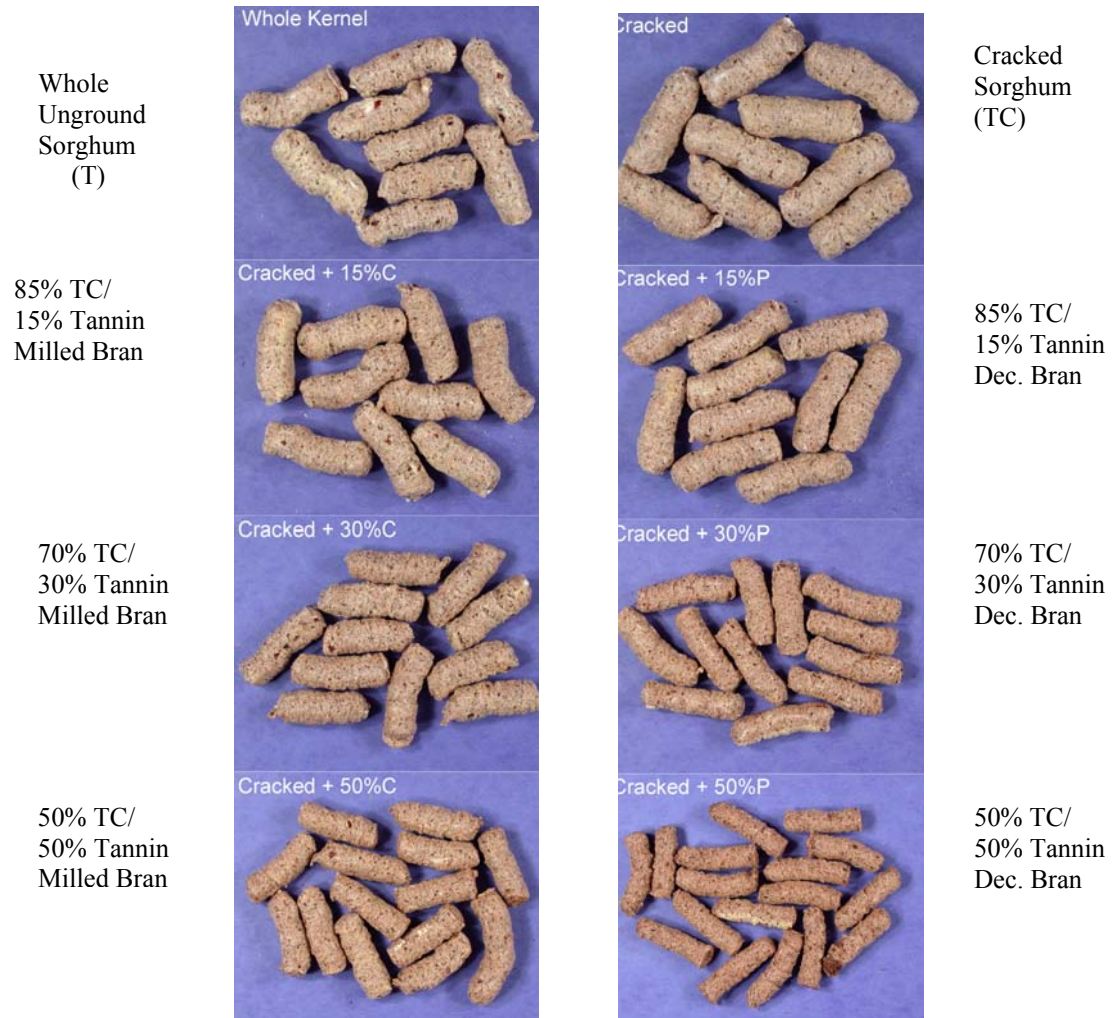 Whole Kernel
Cracked
Whole
Unground
Sorghum
(T)
Cracked
Sorghum
(TC)
Cracked + 15%C
Cracked + 15%P
85% TC/
15% Tannin
Milled Bran
85% TC/
15% Tannin
Dec. Bran
Cracked + 30%C
Cracked + 30%P
70% TC/
30% Tannin
Milled Bran
70% TC/
30% Tannin
Dec. Bran
Cracked + 50%C
Cracked + 50%P
50% TC/
50% Tannin
Milled Bran
50% TC/
50% Tannin
Dec. Bran